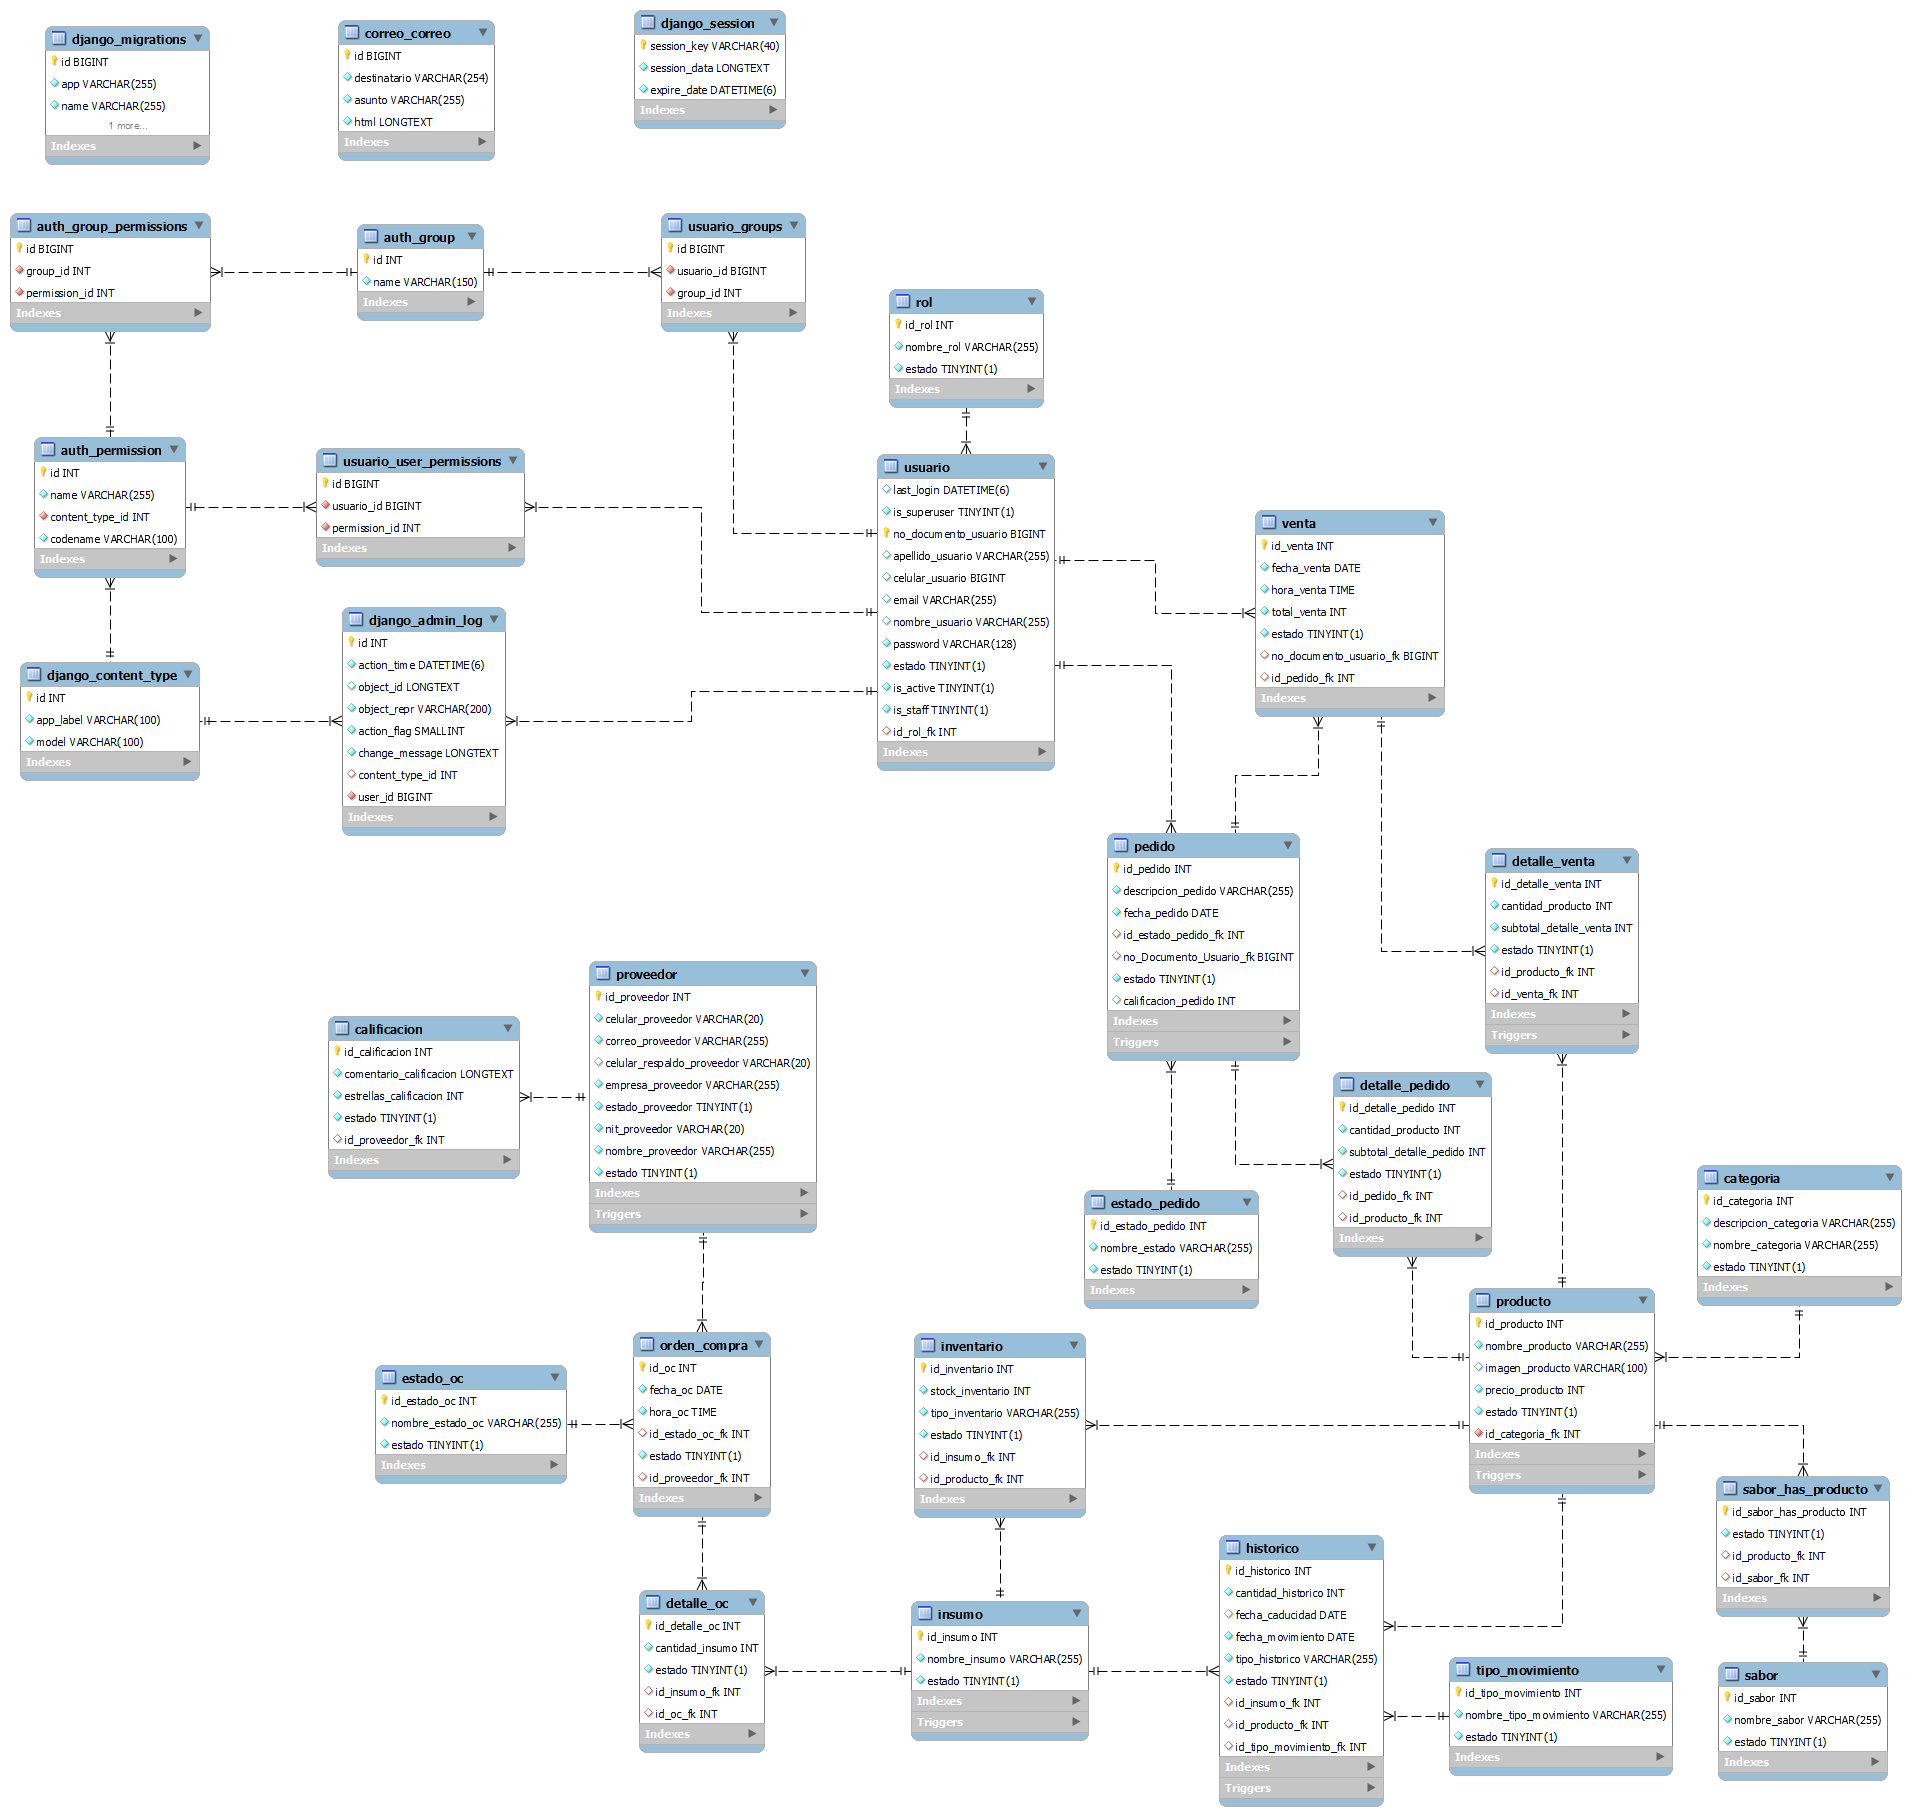 django_migrations
id BIGINT
app VARCHAR(255)
name VARCHAR(255)
1 more...
Indexes
correo_correo
id BIGINT
destinatario VARCHAR(254)
asunto VARCHAR(255)
html LONGTEXT
Indexes
django_session
session_key VARCHAR(40)
session_data LONGTEXT
expire_date DATETIME(6)
Indexes
auth_group_permissions
id BIGINT
group_id INT
permission_id INT
Indexes
auth_group
id INT
name VARCHAR(150)
Indexes
usuario_groups
id BIGINT
usuario_id BIGINT
group_id INT
Indexes
rol
id_rol INT
nombre_rol VARCHAR(255)
estado TINYINT(1)
Indexes
auth_permission
id INT
name VARCHAR(255)
content_type_id INT
codename VARCHAR(100)
Indexes
usuario_user_permissions
id BIGINT
usuario_id BIGINT
permission_id INT
Indexes
usuario
last_login DATETIME(6)
is_superuser TINYINT(1)
no_documento_usuario BIGINT
apellido_usuario VARCHAR(255)
celular_usuario BIGINT
email VARCHAR(255)
nombre_usuario VARCHAR(255)
password VARCHAR(128)
estado TINYINT(1)
is_active TINYINT(1)
is_staff TINYINT(1)
id_rol_fk INT
Indexes
venta
id_venta INT
fecha_venta DATE
hora_venta TIME
total_venta INT
estado TINYINT(1)
no_documento_usuario_fk BIGINT
id_pedido_fk INT
Indexes
django_content_type
id INT
app_label VARCHAR(100)
model VARCHAR(100)
Indexes
django_admin_log
id INT
action_time DATETIME(6)
object_id LONGTEXT
object_repr VARCHAR(200)
action_flag SMALLINT
change_message LONGTEXT
content_type_id INT
user_id BIGINT
Indexes
pedido
id_pedido INT
descripcion_pedido VARCHAR(255)
fecha_pedido DATE
id_estado_pedido_fk INT
no_Documento_Usuario_fk BIGINT
estado TINYINT(1)
calificacion_pedido INT
Indexes
Triggers
detalle_venta
id_detalle_venta INT
cantidad_producto INT
subtotal_detalle_venta INT
estado TINYINT(1)
id_producto_fk INT
id_venta_fk INT
Indexes
Triggers
proveedor
id_proveedor INT
celular_proveedor VARCHAR(20)
correo_proveedor VARCHAR(255)
celular_respaldo_proveedor VARCHAR(20)
empresa_proveedor VARCHAR(255)
estado_proveedor TINYINT(1)
nit_proveedor VARCHAR(20)
nombre_proveedor VARCHAR(255)
estado TINYINT(1)
Indexes
Triggers
calificacion
id_calificacion INT
comentario_calificacion LONGTEXT
estrellas_calificacion INT
estado TINYINT(1)
id_proveedor_fk INT
Indexes
detalle_pedido
id_detalle_pedido INT
cantidad_producto INT
subtotal_detalle_pedido INT
estado TINYINT(1)
id_pedido_fk INT
id_producto_fk INT
Indexes
estado_pedido
id_estado_pedido INT
nombre_estado VARCHAR(255)
estado TINYINT(1)
Indexes
categoria
id_categoria INT
descripcion_categoria VARCHAR(255)
nombre_categoria VARCHAR(255)
estado TINYINT(1)
Indexes
producto
id_producto INT
nombre_producto VARCHAR(255)
imagen_producto VARCHAR(100)
precio_producto INT
estado TINYINT(1)
id_categoria_fk INT
Indexes
Triggers
orden_compra
id_oc INT
fecha_oc DATE
hora_oc TIME
id_estado_oc_fk INT
estado TINYINT(1)
id_proveedor_fk INT
Indexes
estado_oc
id_estado_oc INT
nombre_estado_oc VARCHAR(255)
estado TINYINT(1)
Indexes
inventario
id_inventario INT
stock_inventario INT
tipo_inventario VARCHAR(255)
estado TINYINT(1)
id_insumo_fk INT
id_producto_fk INT
Indexes
sabor_has_producto
id_sabor_has_producto INT
estado TINYINT(1)
id_producto_fk INT
id_sabor_fk INT
Indexes
historico
id_historico INT
cantidad_historico INT
fecha_caducidad DATE
fecha_movimiento DATE
tipo_historico VARCHAR(255)
estado TINYINT(1)
id_insumo_fk INT
id_producto_fk INT
id_tipo_movimiento_fk INT
Indexes
Triggers
detalle_oc
id_detalle_oc INT
cantidad_insumo INT
estado TINYINT(1)
id_insumo_fk INT
id_oc_fk INT
Indexes
insumo
id_insumo INT
nombre_insumo VARCHAR(255)
estado TINYINT(1)
Indexes
Triggers
tipo_movimiento
id_tipo_movimiento INT
nombre_tipo_movimiento VARCHAR(255)
estado TINYINT(1)
Indexes
sabor
id_sabor INT
nombre_sabor VARCHAR(255)
estado TINYINT(1)
Indexes